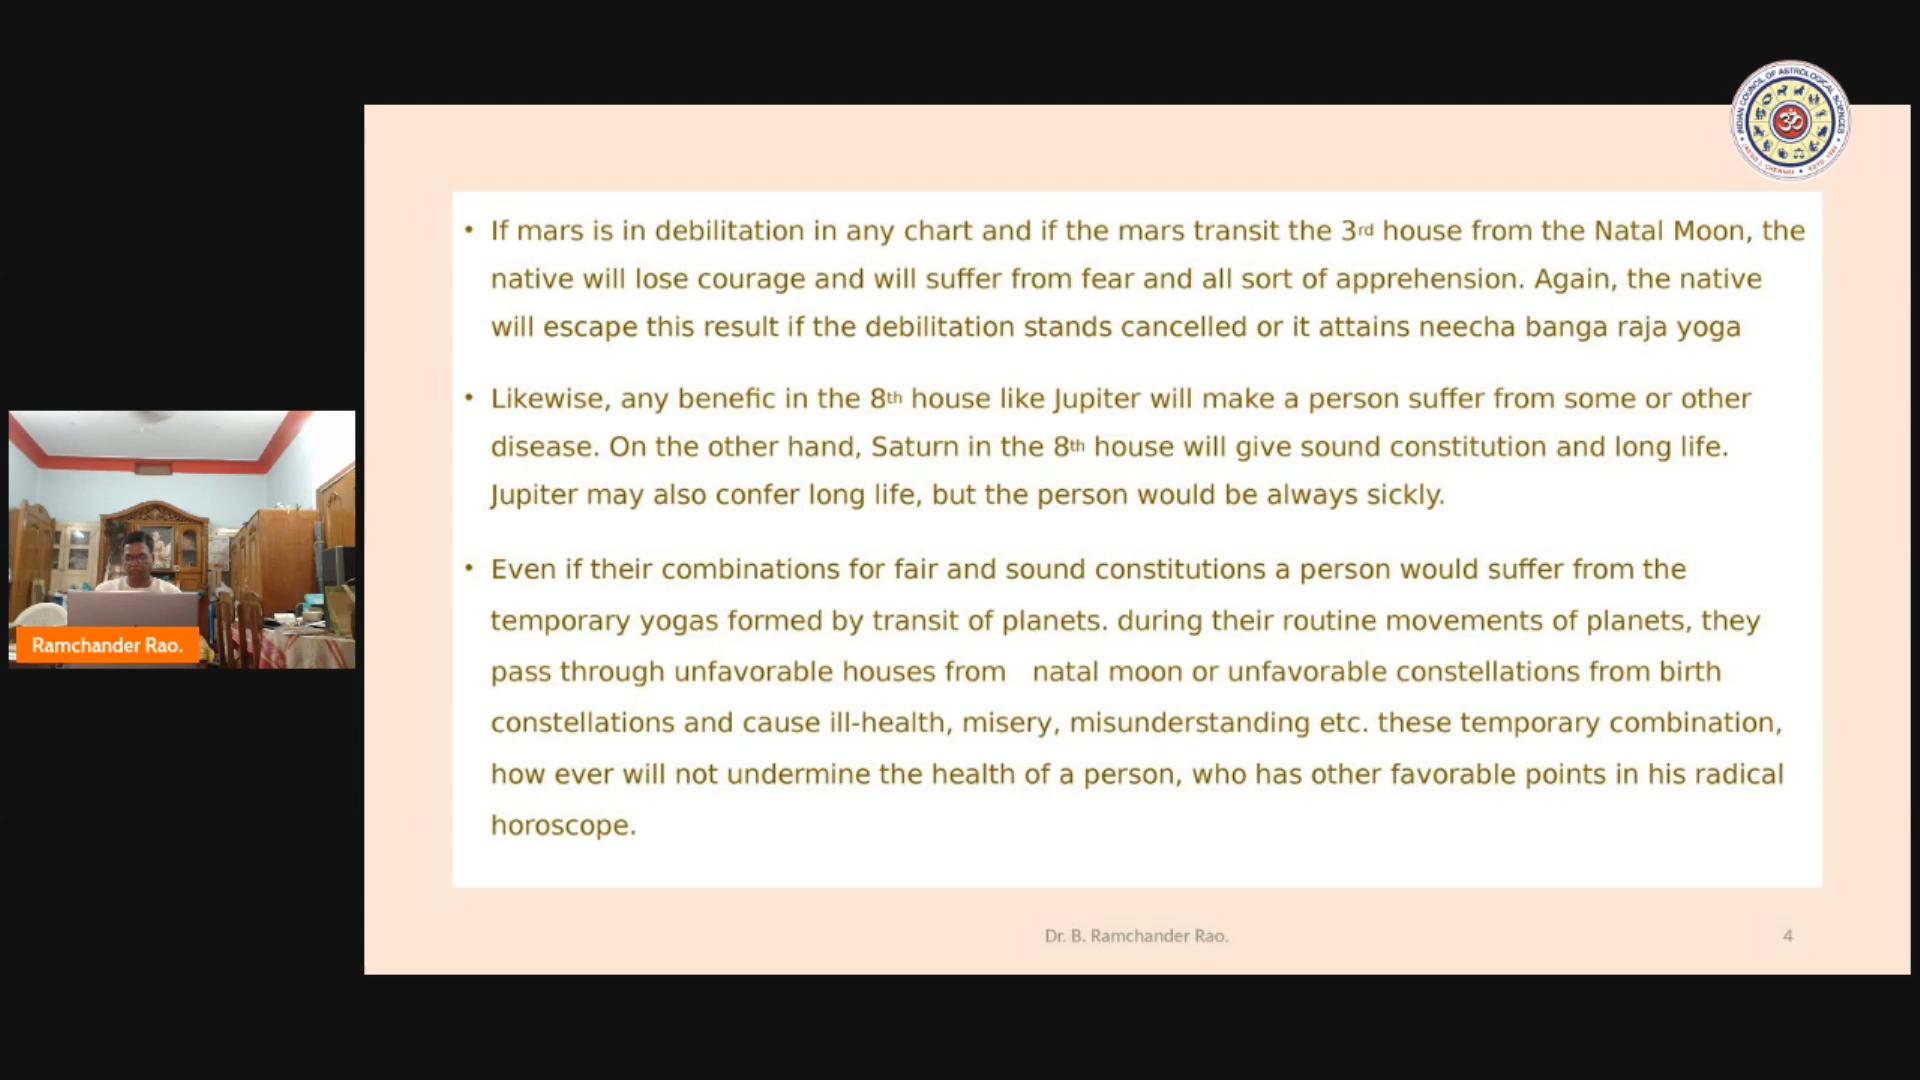 INDIAN COUNCIL OF ASTROLOGICAL SCIENCES
• If mars is in debilitation in any chart and if the mars transit the 3rd house from the Natal Moon, the
native will lose courage and will suffer from fear and all sort of apprehension. Again, the native
will escape this result if the debilitation stands cancelled or it attains neecha banga raja yoga
• Likewise, any benefic in the 8th house like Jupiter will make a person suffer from some or other
disease. On the other hand, Saturn in the 8th house will give sound constitution and long life.
Jupiter may also confer long life, but the person would be always sickly.
• Even if their combinations for fair and sound constitutions a person would suffer from the
temporary yogas formed by transit of planets. during their routine movements of planets, they
pass through unfavorable houses from natal moon or unfavorable constellations from birth
constellations and cause ill-health, misery, misunderstanding etc. these temporary combination,
how ever will not undermine the health of a person, who has other favorable points in his radical
horoscope.
Ramchander Rao.
Dr. B. Ramchander Rao.
4